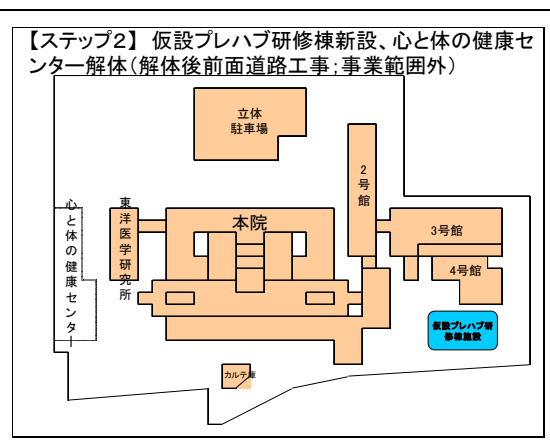 【ステップ2】 仮設プレハブ研修棟新設、心と体の健康セ
ンター解体(解体後前面道路工事;事業範囲外)
立体
駐車場
2号館
心と体の健康センター
東洋医学研究所
本院
3号館
4号館
仮設プレハブ研
修棟施設
カルテ庫